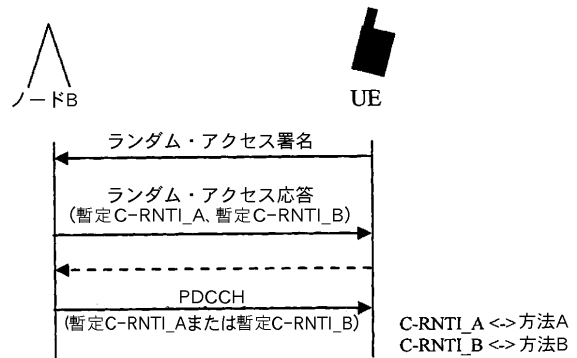 ノードB
UE
ランダム・アクセス署名
ランダム・アクセス応答
(暫定C-RNTI_A、暫定C-RNTI_B)
PDCCH
(暫定C-RNTI_Aまたは暫定C-RNTI_B)
C-RNTI_A <-> 方法A
C-RNTI_B <-> 方法B